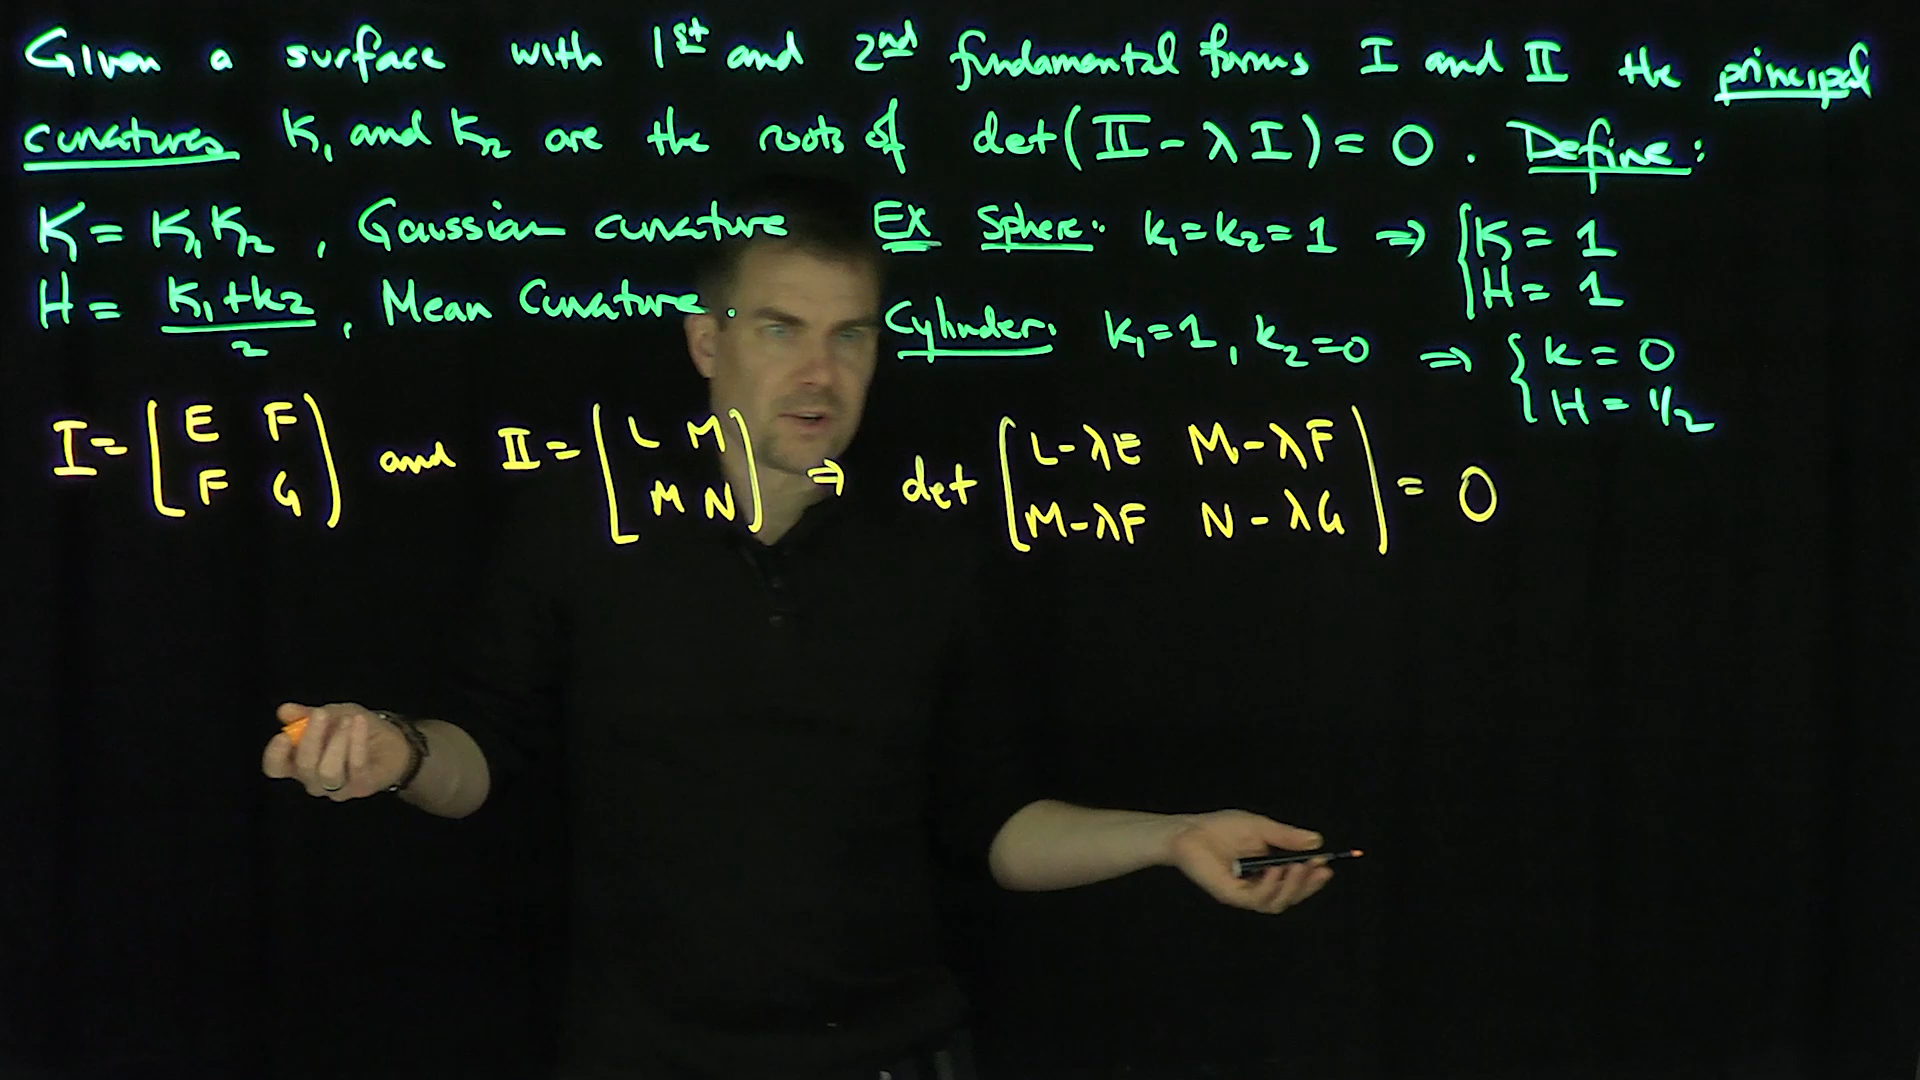 Given a surface with 1st and 2nd fundamental forms I and II the principal
curvatures K₁ and K₂ are the roots of det(II - λI) = 0. Define:
K = K₁K₂, Gaussian curvature EX Sphere: k₁=k₂=1 ⇒ { K = 1
H = 1
H = (K₁+k₂)/2, Mean Curvature. Cylinder: k₁=1, k₂=0 ⇒ { k = 0
H = 1/2
I = [E F; F G] and II = [L M; M N] ⇒ det [L-λE M-λF; M-λF N-λG] = 0